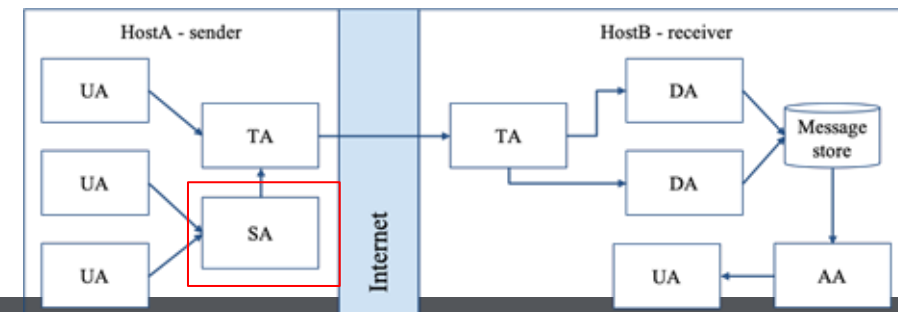 HostA - sender
HostB - receiver
UA
TA
UA
SA
UA
Internet
TA
DA
DA
Message
store
UA
AA